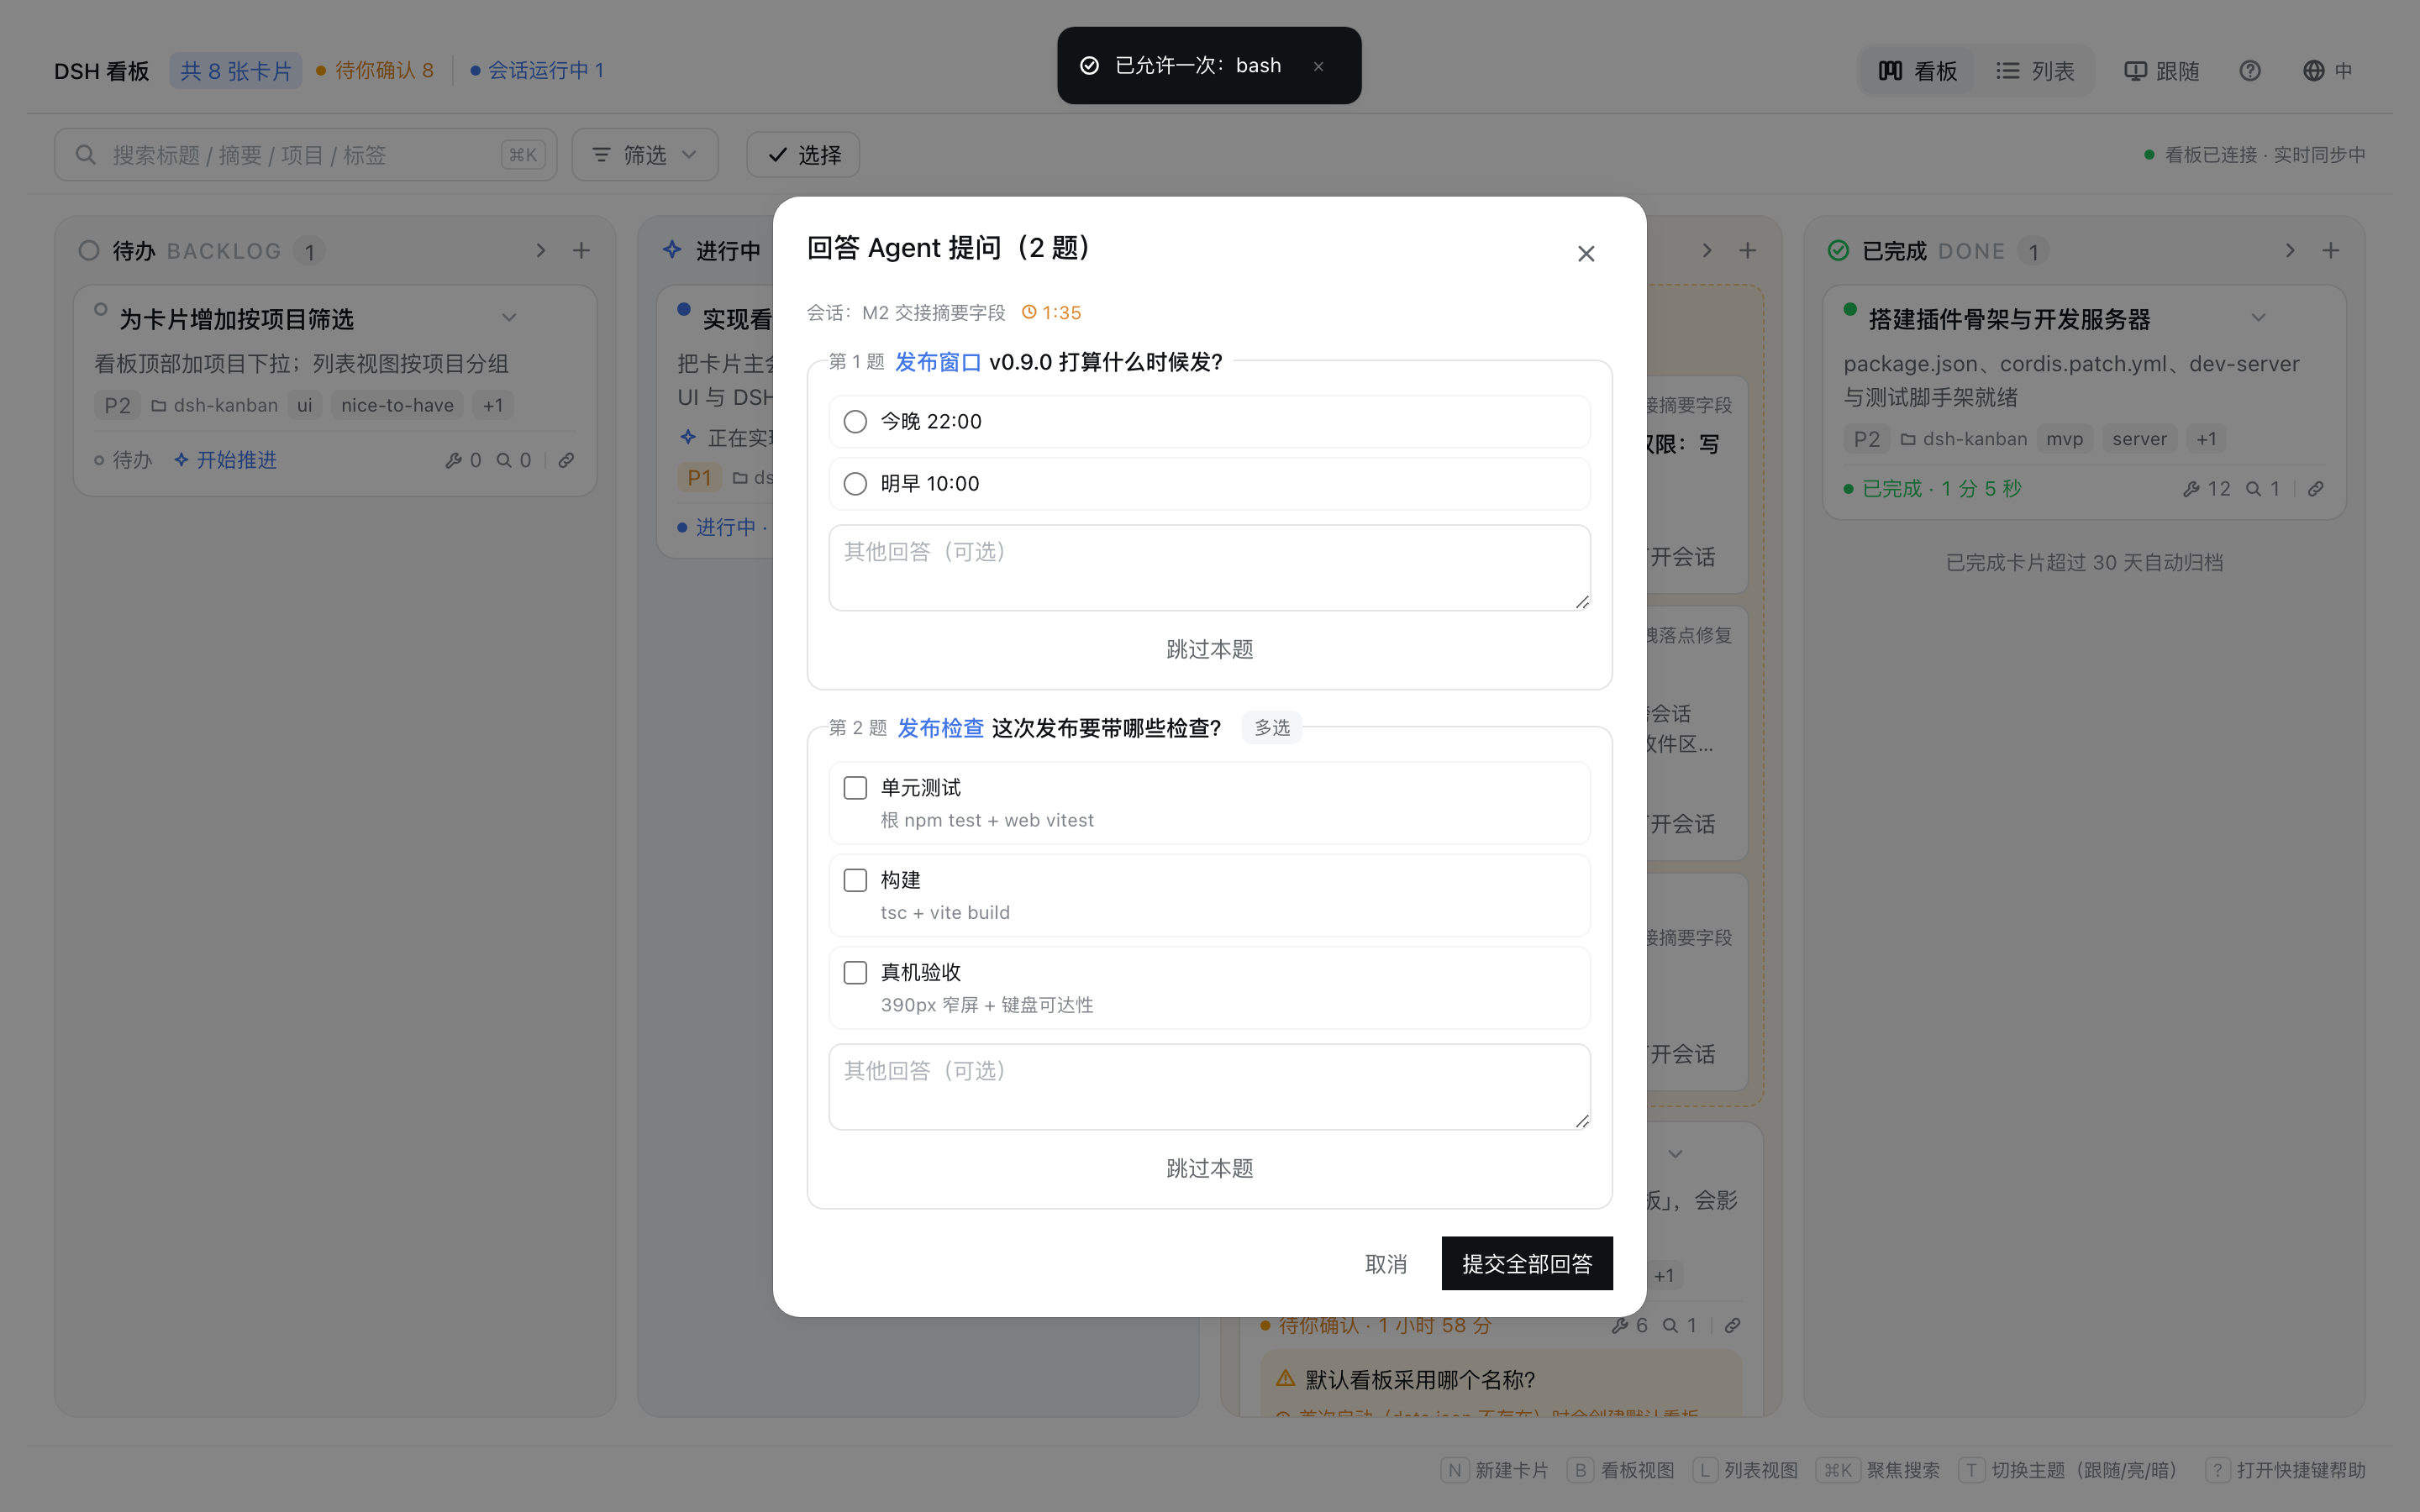 DSH 看板
共 8 张卡片
待你确认 8
会话运行中 1
已允许一次：bash
看板
列表
跟随
中
搜索标题 / 摘要 / 项目 / 标签
⌘K
筛选
选择
看板已连接 · 实时同步中
待办 BACKLOG 1
为卡片增加按项目筛选
看板顶部加项目下拉；列表视图按项目分组
P2 dsh-kanban ui nice-to-have +1
待办 开始推进 0 0
进行中
实现看
把卡片主会
UI 与 DSH
正在实现
P1
进行中 ·
回答 Agent 提问（2 题）
会话：M2 交接摘要字段 1:35
第 1 题 发布窗口 v0.9.0 打算什么时候发？
今晚 22:00
明早 10:00
其他回答（可选）
跳过本题
第 2 题 发布检查 这次发布要带哪些检查？ 多选
单元测试
根 npm test + web vitest
构建
tsc + vite build
真机验收
390px 窄屏 + 键盘可达性
其他回答（可选）
跳过本题
取消
提交全部回答
接摘要字段
权限：写
开会话
落点修复
会话
件区...
开会话
接摘要字段
开会话
板」，会影
+1
待你确认 · 1 小时 58 分 6 1
默认看板采用哪个名称？
已完成 DONE 1
搭建插件骨架与开发服务器
package.json、cordis.patch.yml、dev-server
与测试脚手架就绪
P2 dsh-kanban mvp server +1
已完成 · 1 分 5 秒 12 1
已完成卡片超过 30 天自动归档
N 新建卡片 B 看板视图 L 列表视图 ⌘K 聚焦搜索 T 切换主题（跟随/亮/暗） ? 打开快捷键帮助